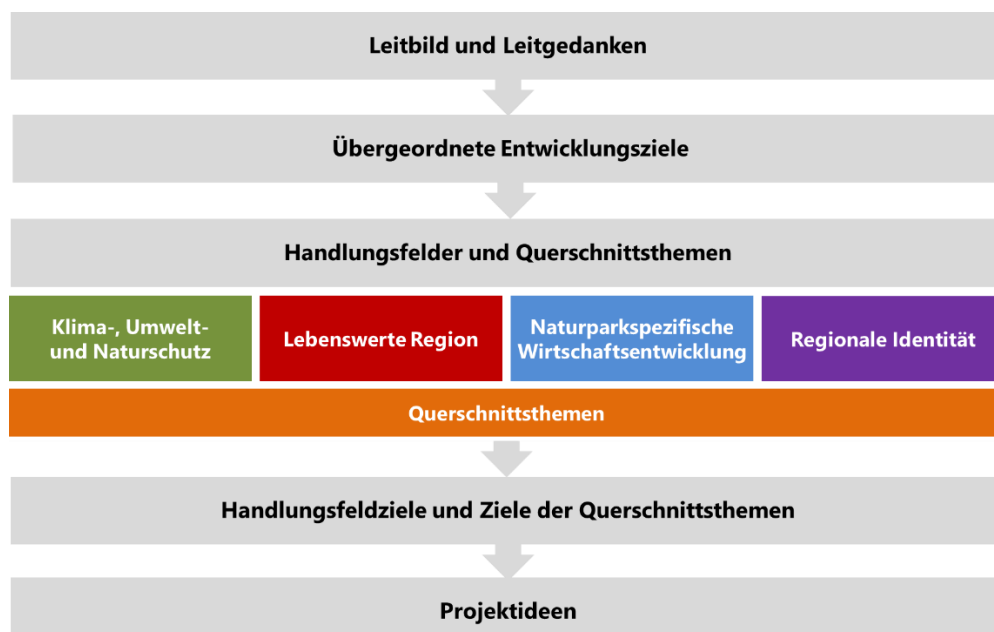 Leitbild und Leitgedanken
Übergeordnete Entwicklungsziele
Handlungsfelder und Querschnittsthemen
Klima-, Umwelt-
und Naturschutz
Lebenswerte Region
Naturparkspezifische
Wirtschaftsentwicklung
Regionale Identität
Querschnittsthemen
Handlungsfeldziele und Ziele der Querschnittsthemen
Projektideen